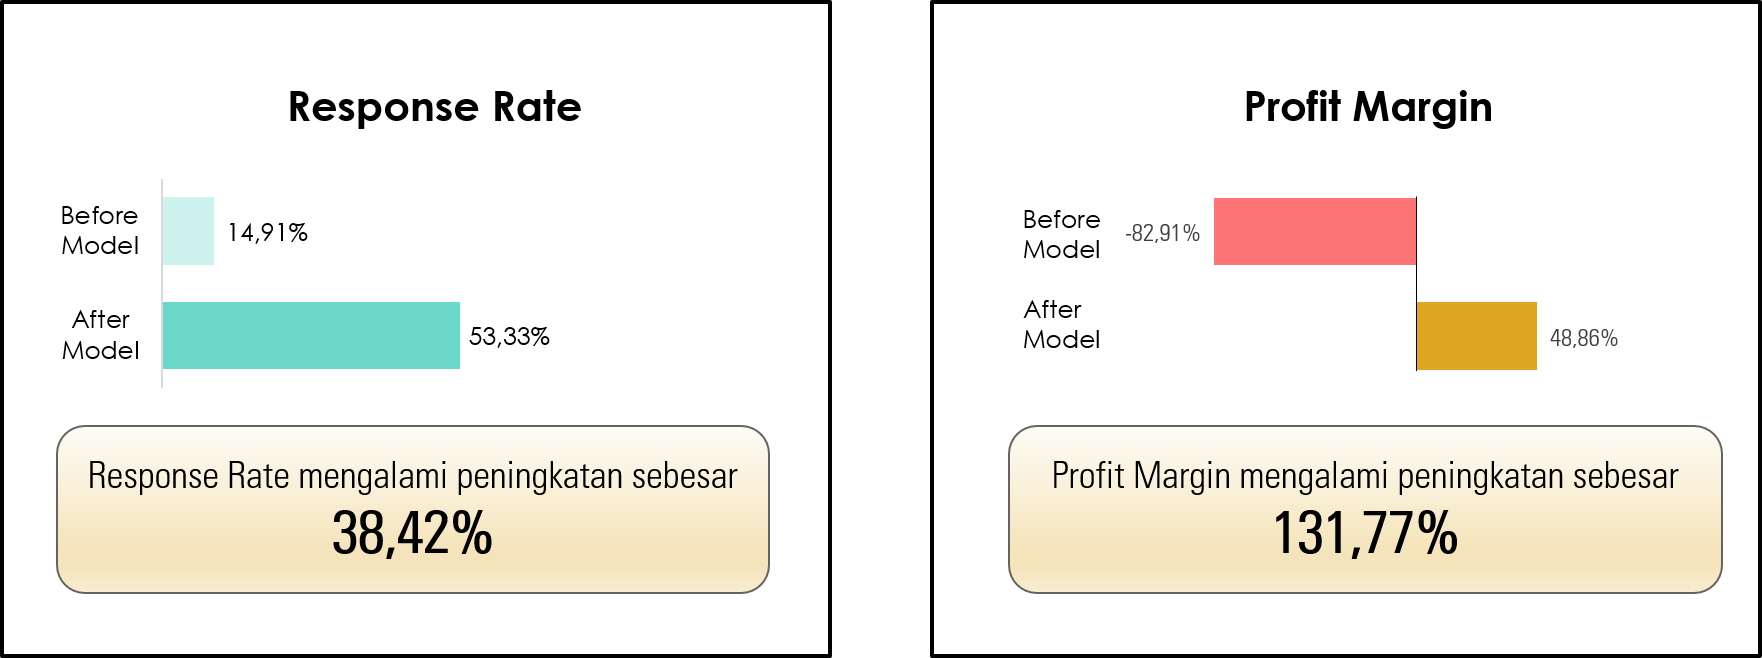 Response Rate
Before
Model
14,91%
After
Model
53,33%
Response Rate mengalami peningkatan sebesar
38,42%
Profit Margin
Before
Model
-82,91%
After
Model
48,86%
Profit Margin mengalami peningkatan sebesar
131,77%